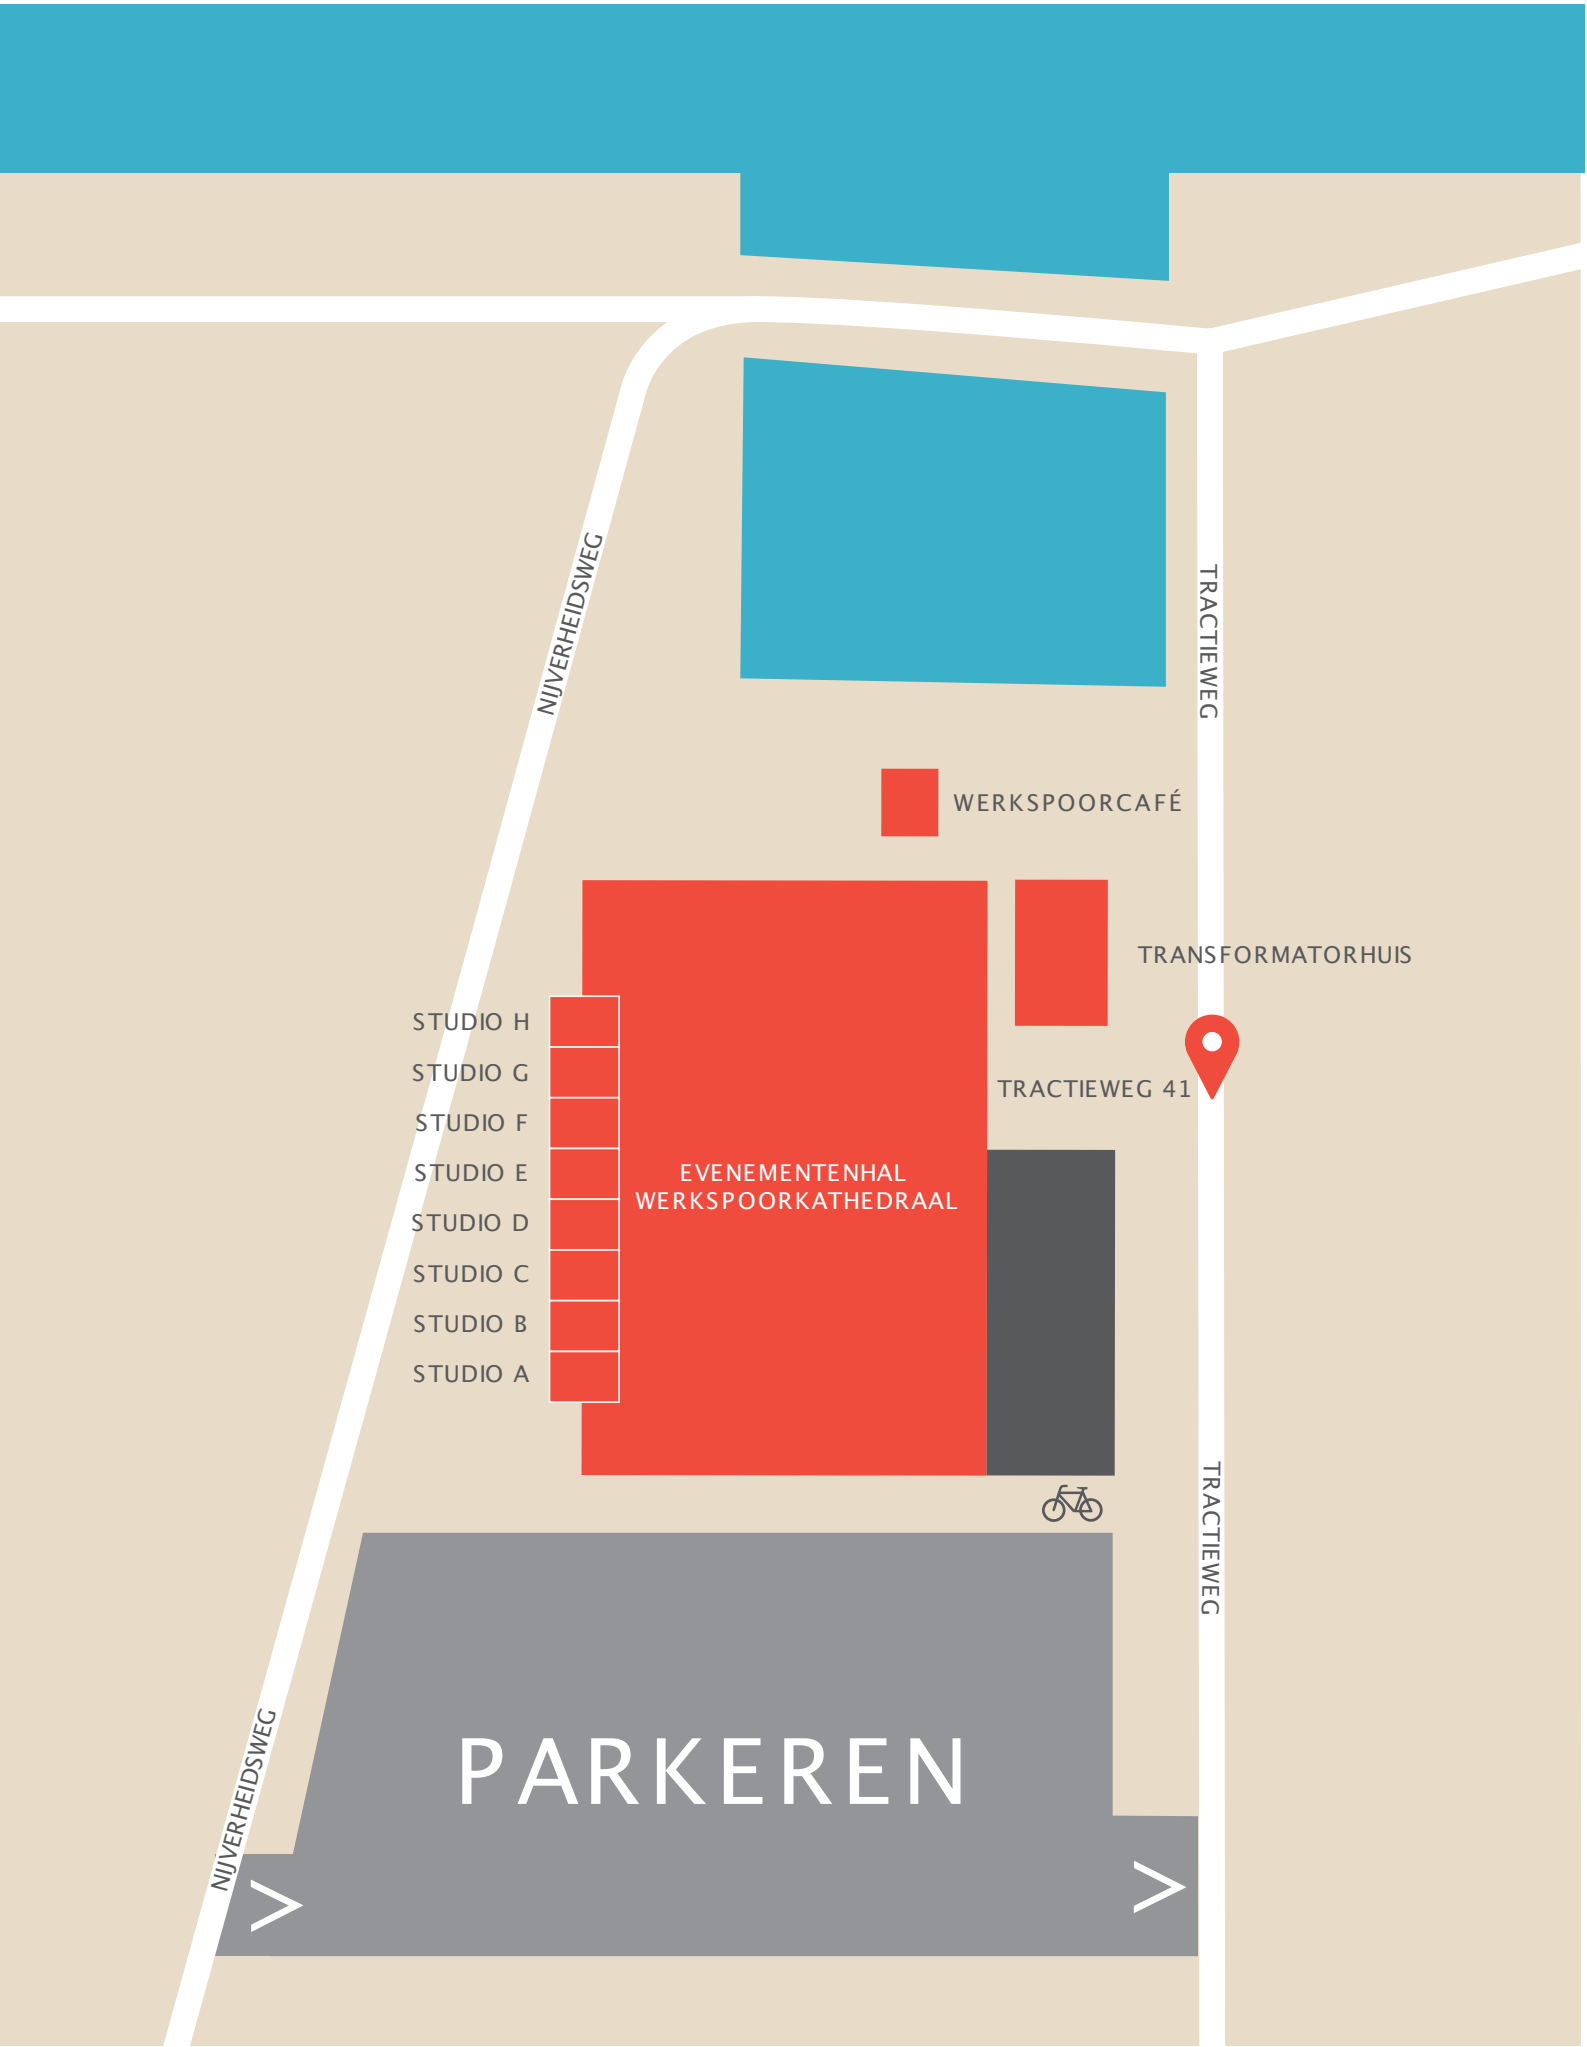 NIJVERHEIDSWEG
TRACTIEWEG
WERKSPOORCAFÉ
TRANSFORMATORHUIS
STUDIO H
STUDIO G
STUDIO F
STUDIO E
STUDIO D
STUDIO C
STUDIO B
STUDIO A
TRACTIEWEG 41
EVENEMENTENHAL
WERKSPOORKATHEDRAAL
TRACTIEWEG
PARKEREN
NIJVERHEIDSWEG